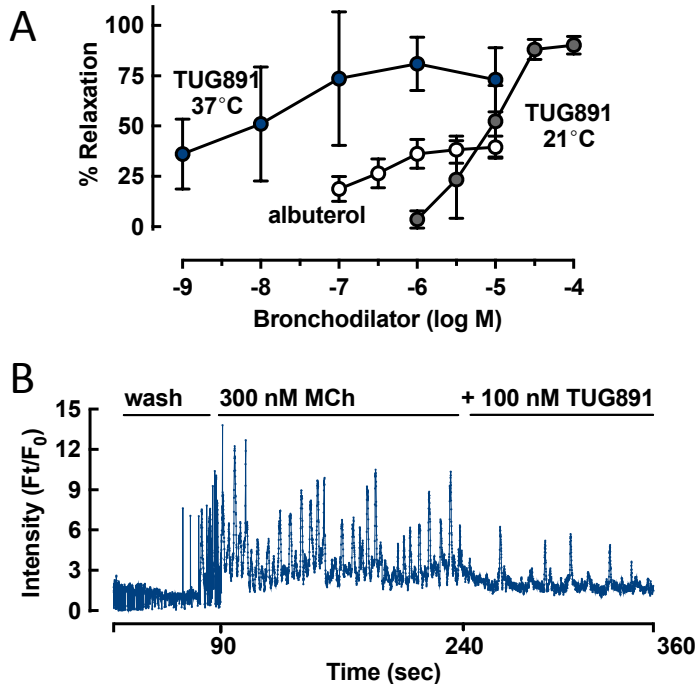 A
100
75
50
25
0
% Relaxation
TUG891
37°C
TUG891
21°C
albuterol
-9
-8
-7
-6
-5
-4
Bronchodilator (log M)
B
wash
300 nM MCh
+ 100 nM TUG891
15
12
9
6
3
0
Intensity (Ft/F0)
90
240
360
Time (sec)